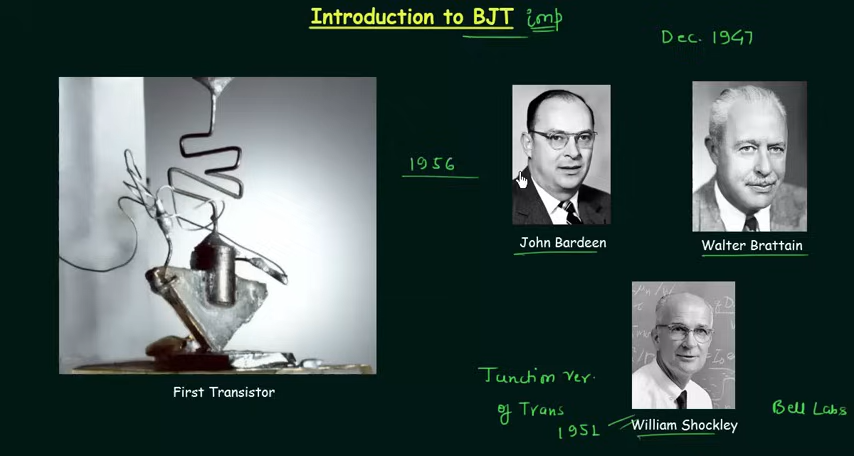 Introduction to BJT imp
Dec. 1947
1956
John Bardeen
Walter Brattain
First Transistor
Junction ver.
of Trans
1951
William Shockley
Bell Labs